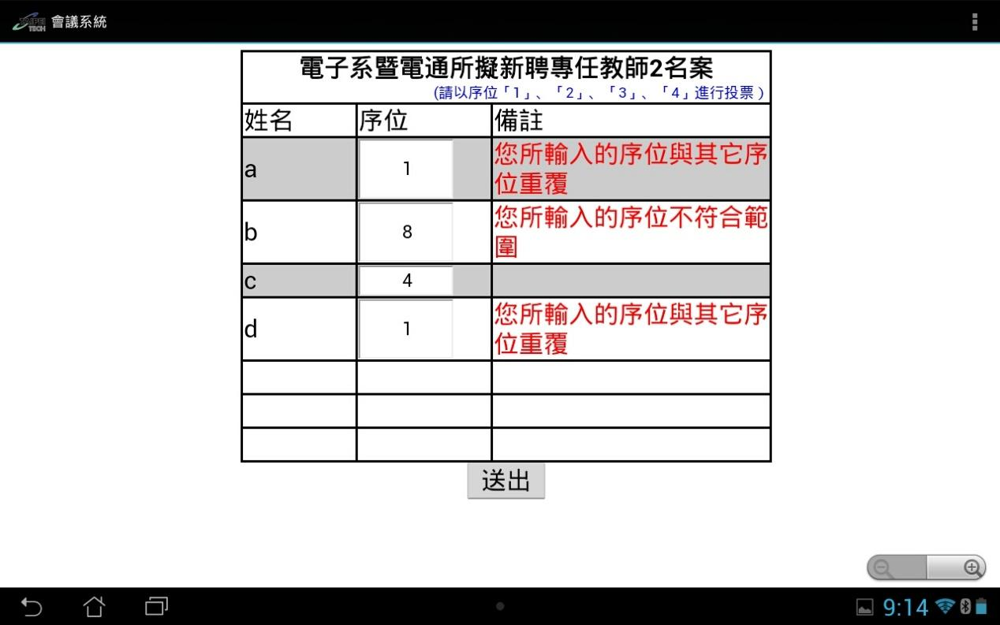 TAIPEI TECH 會議系統
電子系暨電通所擬新聘專任教師2名案
(請以序位「1」、「2」、「3」、「4」進行投票)
姓名 序位 備註
a 1 您所輸入的序位與其它序
位重覆
b 8 您所輸入的序位不符合範
圍
c 4
d 1 您所輸入的序位與其它序
位重覆
送出
9:14